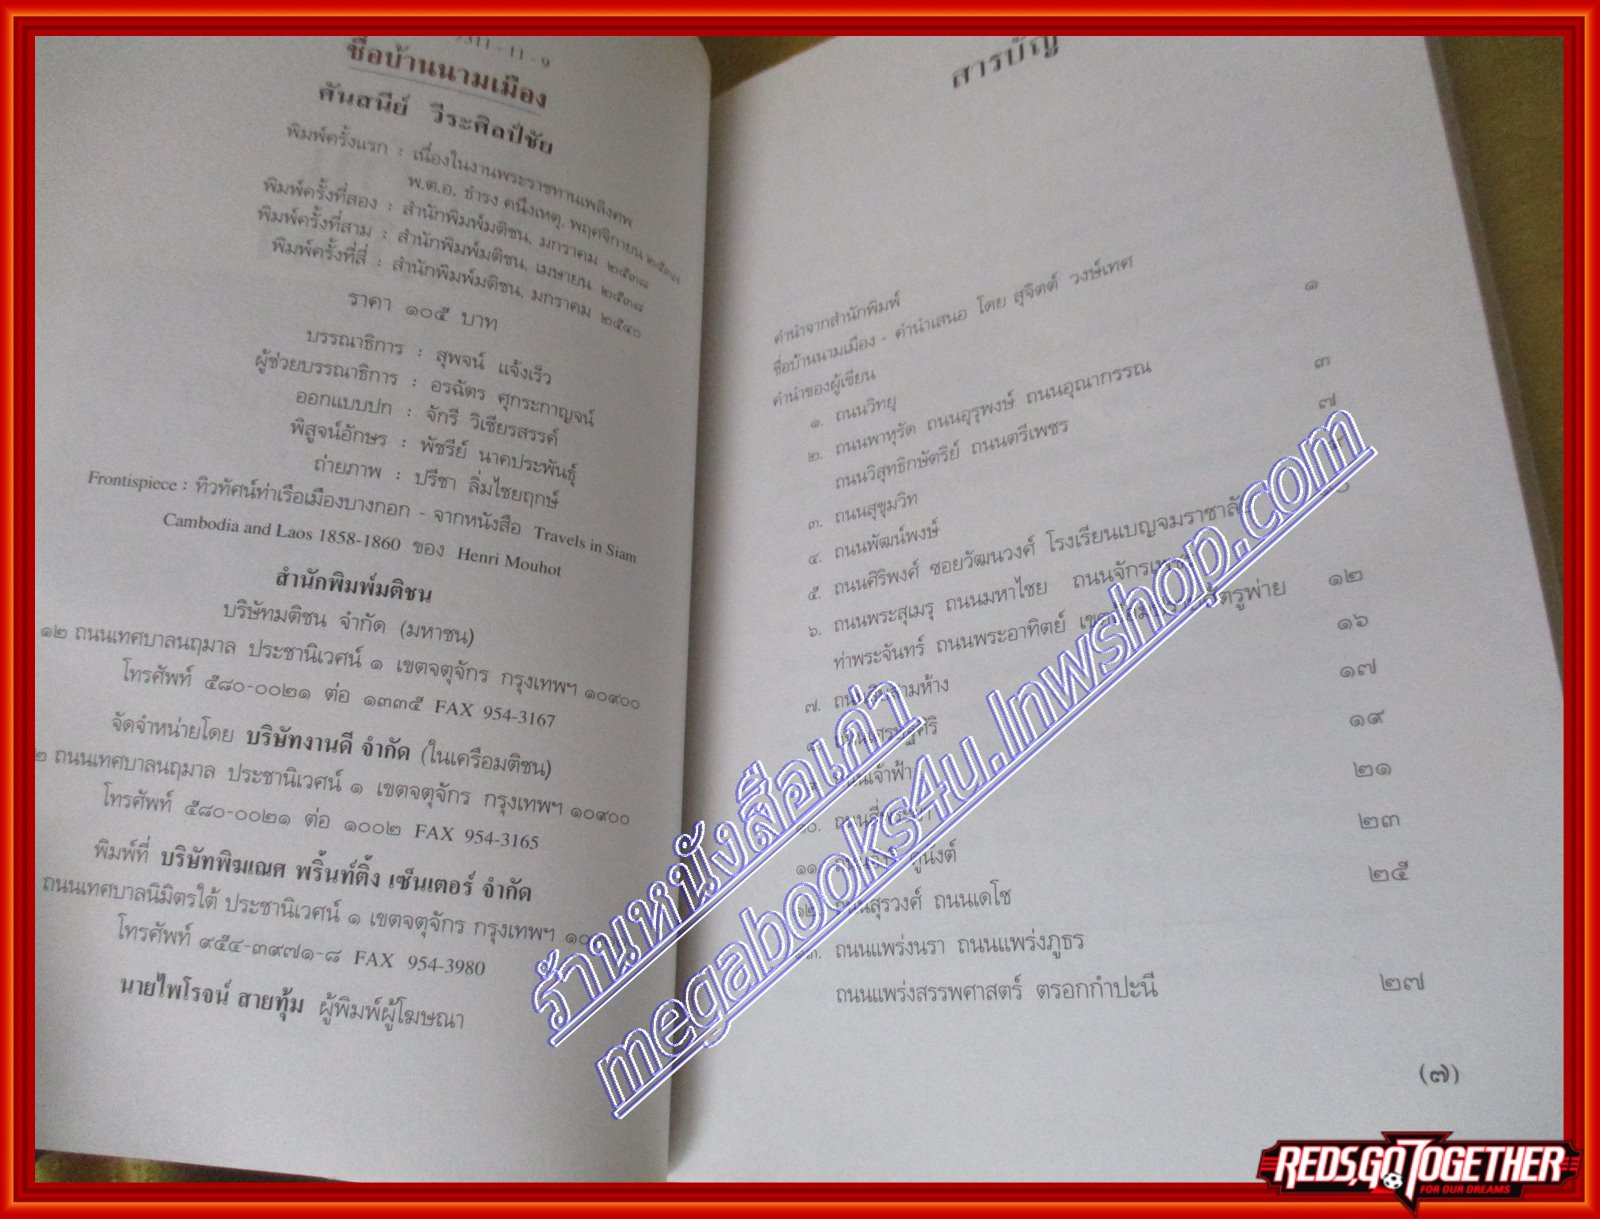 ๑๑ - ๑
ชื่อบ้านนามเมือง
ศันสนีย์ วีระศิลป์ชัย
พิมพ์ครั้งแรก : เนื่องในงานพระราชทานเพลิงศพ
พ.ต.อ. ธำรง คนึงเหตุ, พฤศจิกายน ๒๕๓๗
พิมพ์ครั้งที่สอง : สำนักพิมพ์มติชน, มกราคม ๒๕๓๘
พิมพ์ครั้งที่สาม : สำนักพิมพ์มติชน, เมษายน ๒๕๓๘
พิมพ์ครั้งที่สี่ : สำนักพิมพ์มติชน, มกราคม ๒๕๔๐
ราคา ๑๐๕ บาท
บรรณาธิการ : สุพจน์ แจ้งเร็ว
ผู้ช่วยบรรณาธิการ : อรฉัตร ศุกระกาญจน์
ออกแบบปก : จักรี วิเชียรสรรค์
พิสูจน์อักษร : พัชรีย์ นาคประพันธุ์
ถ่ายภาพ : ปรีชา ลิ่มไชยฤกษ์
Frontispiece : ทิวทัศน์ท่าเรือเมืองบางกอก - จากหนังสือ Travels in Siam
Cambodia and Laos 1858-1860 ของ Henri Mouhot
สำนักพิมพ์มติชน
บริษัทมติชน จำกัด (มหาชน)
๑๒ ถนนเทศบาลนฤมาล ประชานิเวศน์ ๑ เขตจตุจักร กรุงเทพฯ ๑๐๙๐๐
โทรศัพท์ ๕๘๐-๐๐๒๑ ต่อ ๑๓๓๕ FAX 954-3167
จัดจำหน่ายโดย บริษัทงานดี จำกัด (ในเครือมติชน)
๒ ถนนเทศบาลนฤมาล ประชานิเวศน์ ๑ เขตจตุจักร กรุงเทพฯ ๑๐๙๐๐
โทรศัพท์ ๕๘๐-๐๐๒๑ ต่อ ๑๐๐๒ FAX 954-3165
พิมพ์ที่ บริษัทพิฆเณศ พริ้นท์ติ้ง เซ็นเตอร์ จำกัด
ถนนเทศบาลนิมิตรใต้ ประชานิเวศน์ ๑ เขตจตุจักร กรุงเทพฯ
โทรศัพท์ ๙๕๔-๓๙๗๑-๘ FAX 954-3980
นายไพโรจน์ สายทุ้ม ผู้พิมพ์ผู้โฆษณา
สารบัญ
คำนำจากสำนักพิมพ์
ชื่อบ้านนามเมือง - คำนำเสนอ โดย สุจิตต์ วงษ์เทศ
คำนำของผู้เขียน
๑. ถนนวิทยุ ๑
๒. ถนนพาหุรัด ถนนอุรุพงษ์ ถนนอุณากรรณ
ถนนวิสุทธิกษัตริย์ ถนนตรีเพชร ๓
๓. ถนนสุขุมวิท ๗
๔. ถนนพัฒน์พงษ์
๕. ถนนศิริพงศ์ ซอยวัฒนวงศ์ โรงเรียนเบญจมราชาลัย
๖. ถนนพระสุเมรุ ถนนมหาไชย
ท่าพระจันทร์ ถนนพระอาทิตย์ ๑๒
๗. ๑๖
ถนนเศรษฐศิริ ๑๗
ถนนเจ้าฟ้า ๑๙
๑๐. ๒๑
๑๑. ๒๓
๑๒. ถนนสุรวงศ์ ถนนเดโช ๒๕
๑๓. ถนนแพร่งนรา ถนนแพร่งภูธร
ถนนแพร่งสรรพศาสตร์ ตรอกกำปะนี ๒๗
(๗)
ร้านหนังสือเก่า
megabooks4u.lnwshop.com
REDS,GO TOGETHER
FOR OUR DREAMS